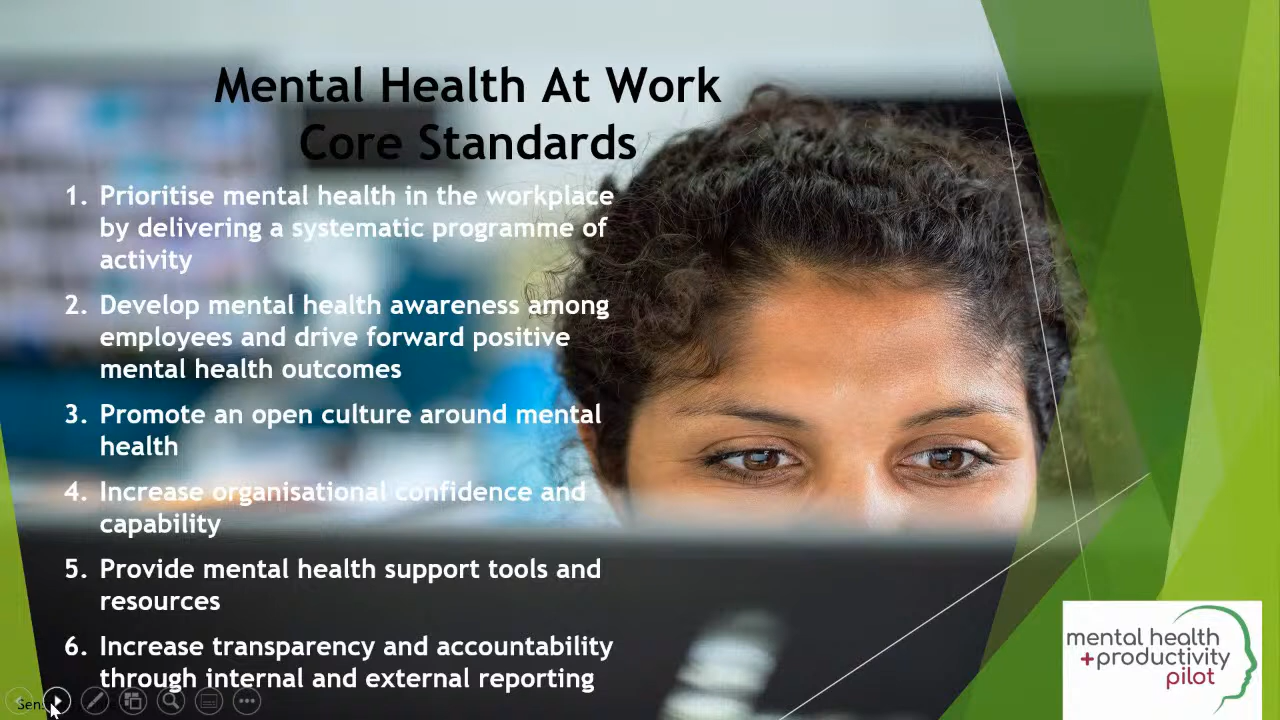 Mental Health At Work
Core Standards
1. Prioritise mental health in the workplace
by delivering a systematic programme of
activity
2. Develop mental health awareness among
employees and drive forward positive
mental health outcomes
3. Promote an open culture around mental
health
4. Increase organisational confidence and
capability
5. Provide mental health support tools and
resources
6. Increase transparency and accountability
through internal and external reporting
mental health
+productivity
pilot